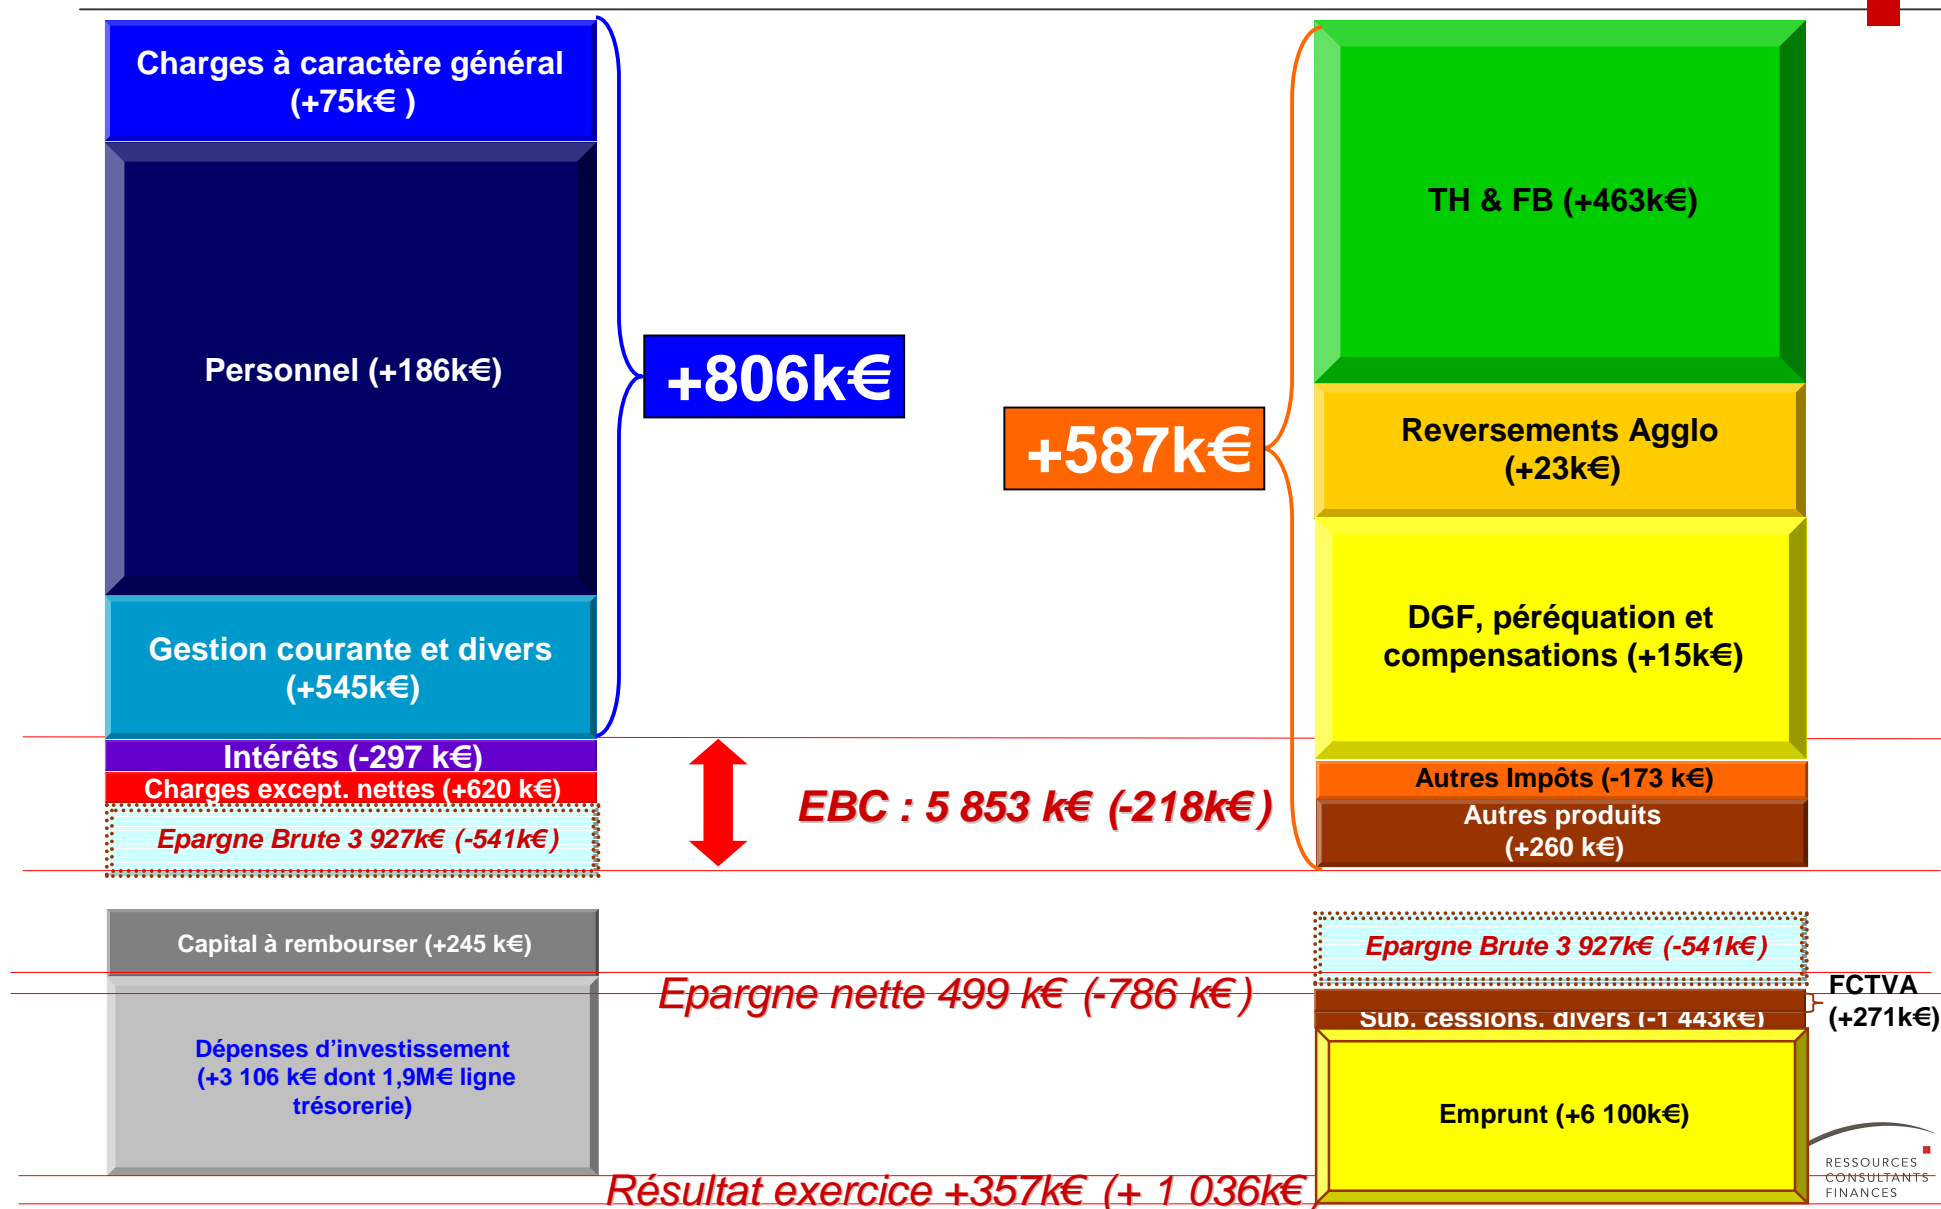 Charges à caractère général
(+75k€ )
Personnel (+186k€)
Gestion courante et divers
(+545k€)
Intérêts (-297 k€)
Charges except. nettes (+620 k€)
Epargne Brute 3 927k€ (-541k€)
+806k€
+587k€
EBC : 5 853 k€ (-218k€)
TH & FB (+463k€)
Reversements Agglo
(+23k€)
DGF, péréquation et
compensations (+15k€)
Autres Impôts (-173 k€)
Autres produits
(+260 k€)
Capital à rembourser (+245 k€)
Dépenses d’investissement
(+3 106 k€ dont 1,9M€ ligne
trésorerie)
Epargne nette 499 k€ (-786 k€)
Epargne Brute 3 927k€ (-541k€)
FCTVA
(+271k€)
Sub. cessions. divers (-1 443k€)
Emprunt (+6 100k€)
Résultat exercice +357k€ (+ 1 036k€
RESSOURCES
CONSULTANTS
FINANCES